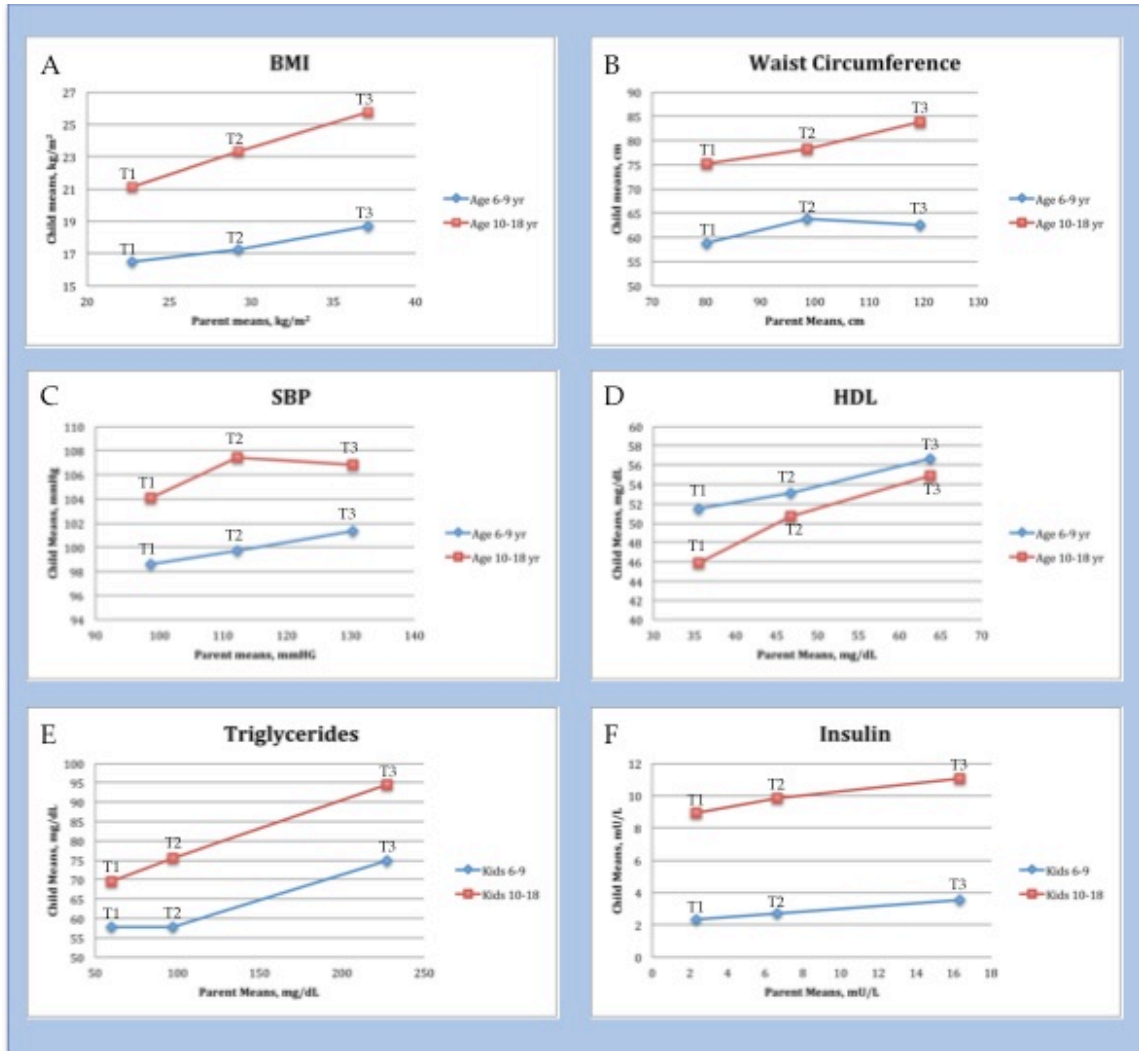 A
BMI
Child means, kg/m²
27
25
23
21
19
17
15
T1
T2
T3
T1
T2
T3
20
25
30
35
40
Parent means, kg/m²
Age 6-9 yr
Age 10-18 yr
B
Waist Circumference
Child means, cm
90
85
80
75
70
65
60
55
50
T1
T2
T3
T1
T2
T3
70
80
90
100
110
120
130
Parent Means, cm
Age 6-9 yr
Age 10-18 yr
C
SBP
Child Means, mmHg
110
108
106
104
102
100
98
96
94
T1
T2
T3
T1
T2
T3
90
100
110
120
130
140
Parent means, mmHG
Age 6-9 yr
Age 10-18 yr
D
HDL
Child Means, mg/dL
60
58
56
54
52
50
48
46
44
42
40
T1
T2
T3
T1
T2
T3
30
35
40
45
50
55
60
65
70
Parent Means, mg/dL
Age 6-9 yr
Age 10-18 yr
E
Triglycerides
Child Means, mg/dL
100
95
90
85
80
75
70
65
60
55
50
T1
T2
T3
T1
T2
T3
50
100
150
200
250
Parent Means, mg/dL
Kids 6-9
Kids 10-18
F
Insulin
Child Means, mU/L
12
10
8
6
4
2
0
T1
T2
T3
T1
T2
T3
0
2
4
6
8
10
12
14
16
18
Parent Means, mU/L
Kids 6-9
Kids 10-18